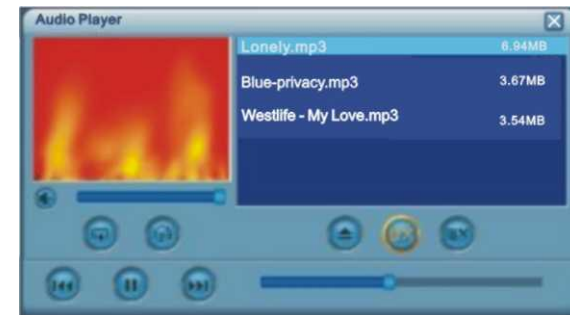 Audio Player
Lonely.mp3 6.94MB
Blue-privacy.mp3 3.67MB
Westlife - My Love.mp3 3.54MB